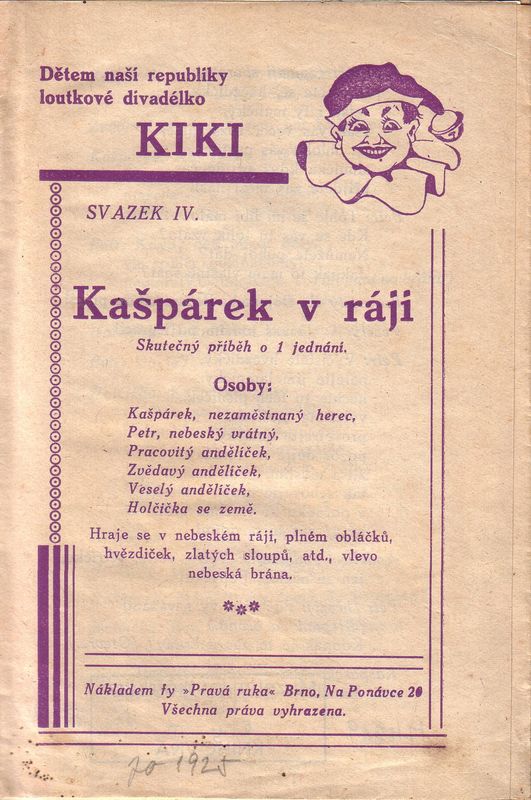 Dětem naší republiky
loutkové divadélko
KIKI
SVAZEK IV.
Kašpárek v ráji
Skutečný příběh o 1 jednání.
Osoby:
Kašpárek, nezaměstnaný herec,
Petr, nebeský vrátný,
Pracovitý andělíček,
Zvědavý andělíček,
Veselý andělíček,
Holčička se země.
Hraje se v nebeském ráji, plném obláčků,
hvězdiček, zlatých sloupů, atd., vlevo
nebeská brána.
Nákladem fy »Pravá ruka« Brno, Na Ponávce 20
Všechna práva vyhrazena.
po 1925